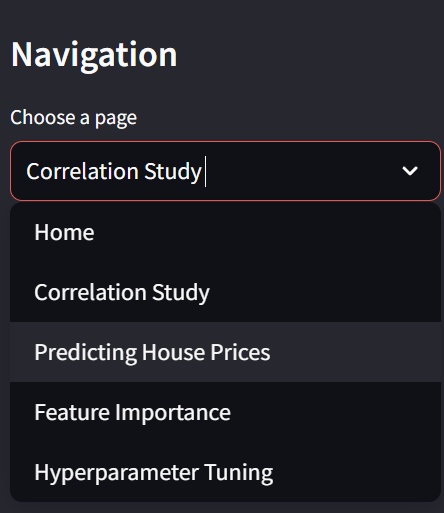 Navigation
Choose a page
Correlation Study
Home
Correlation Study
Predicting House Prices
Feature Importance
Hyperparameter Tuning